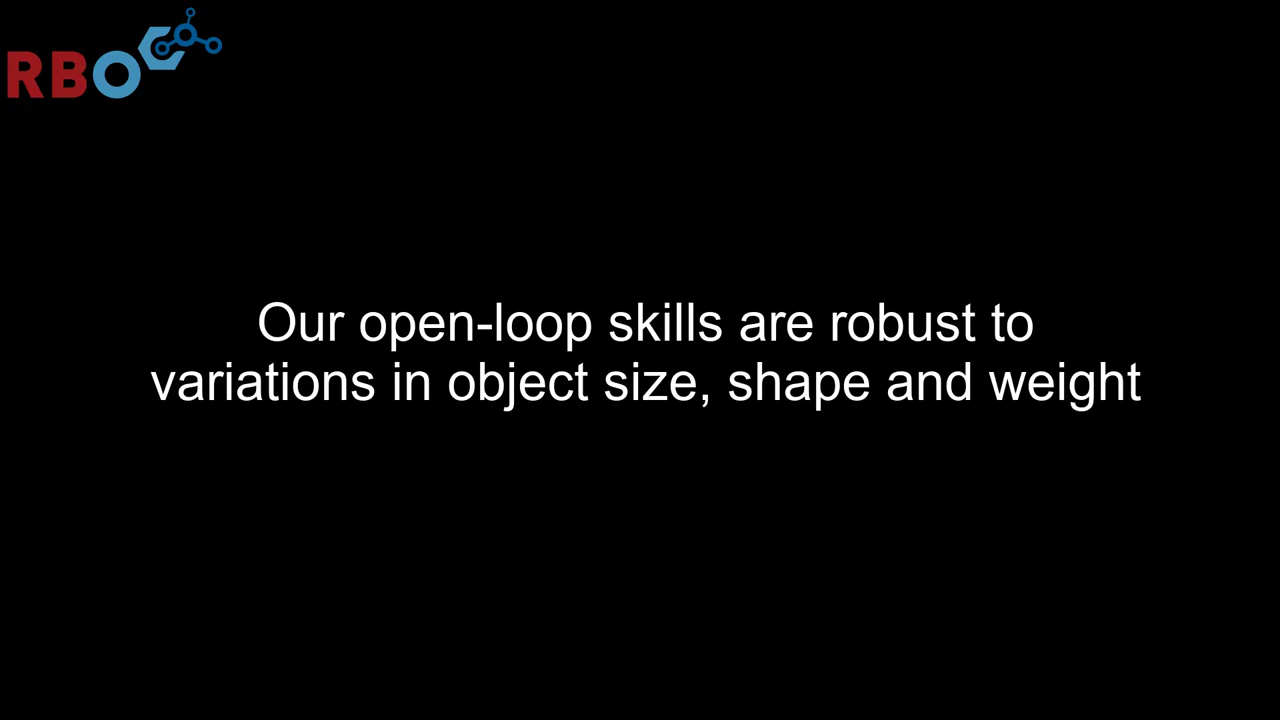 RBO
Our open-loop skills are robust to
variations in object size, shape and weight